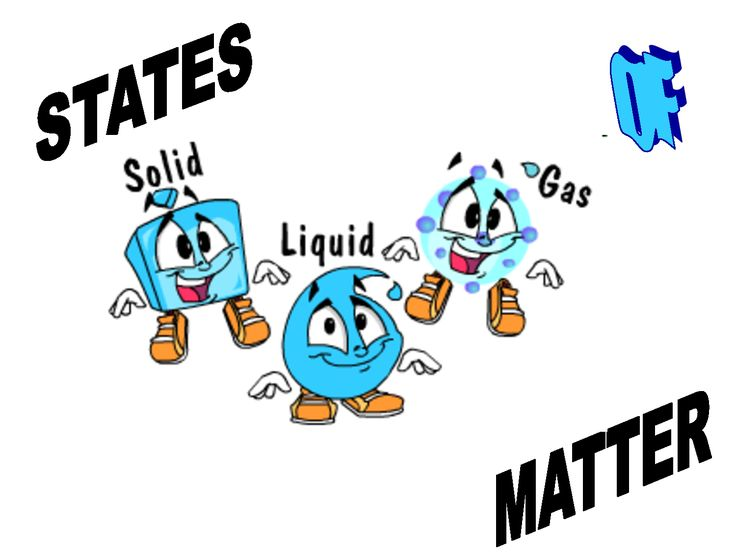 STATES
OF
Solid
Liquid
Gas
MATTER